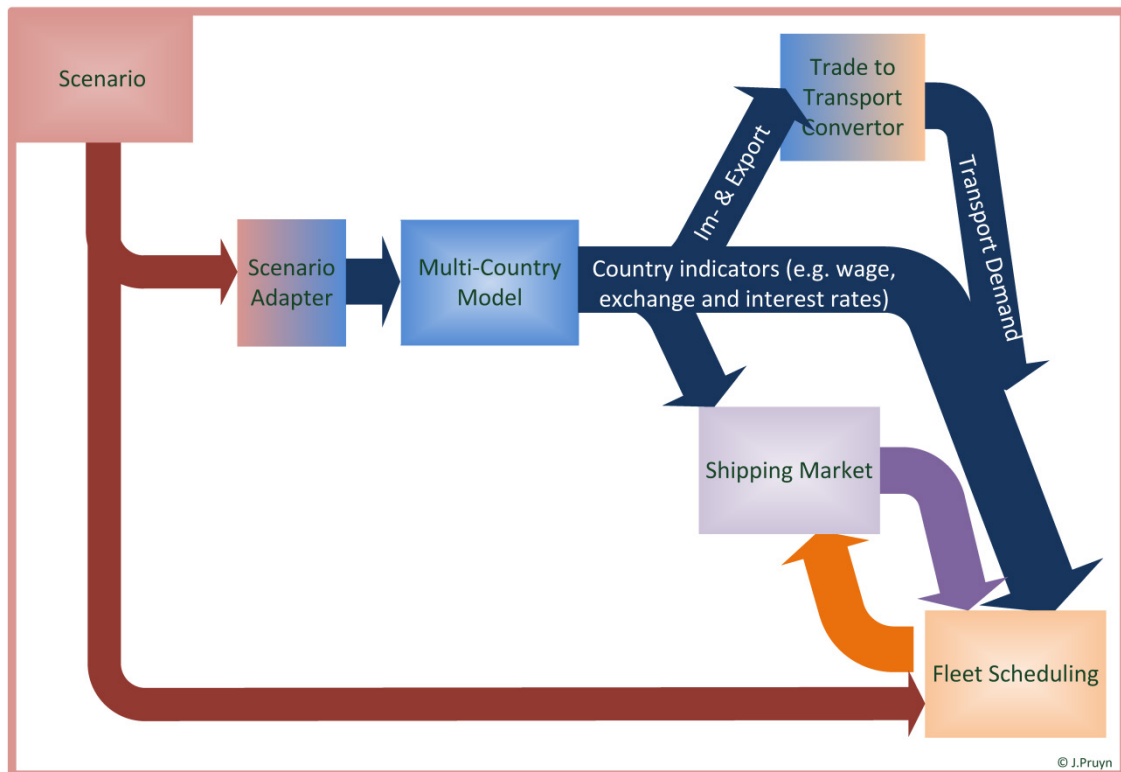 Scenario
Trade to
Transport
Convertor
Im- & Export
Transport Demand
Scenario
Adapter
Multi-Country
Model
Country indicators (e.g. wage,
exchange and interest rates)
Shipping Market
Fleet Scheduling
© J.Pruyn